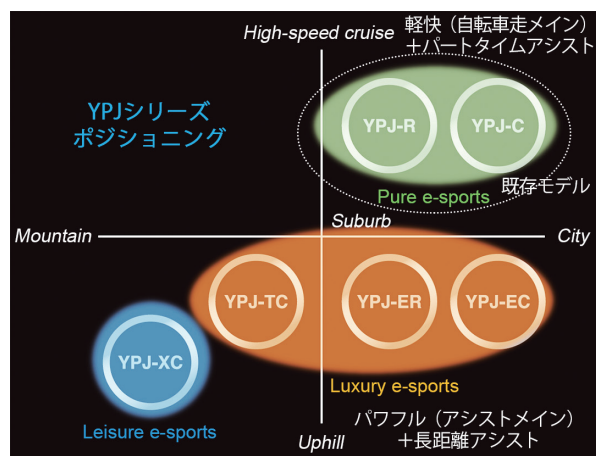 High-speed cruise
軽快（自転車走メイン）
＋パートタイムアシスト
YPJシリーズ
ポジショニング
YPJ-R
YPJ-C
Pure e-sports
既存モデル
Suburb
Mountain
City
YPJ-TC
YPJ-ER
YPJ-EC
YPJ-XC
Luxury e-sports
Leisure e-sports
Uphill
パワフル（アシストメイン）
＋長距離アシスト